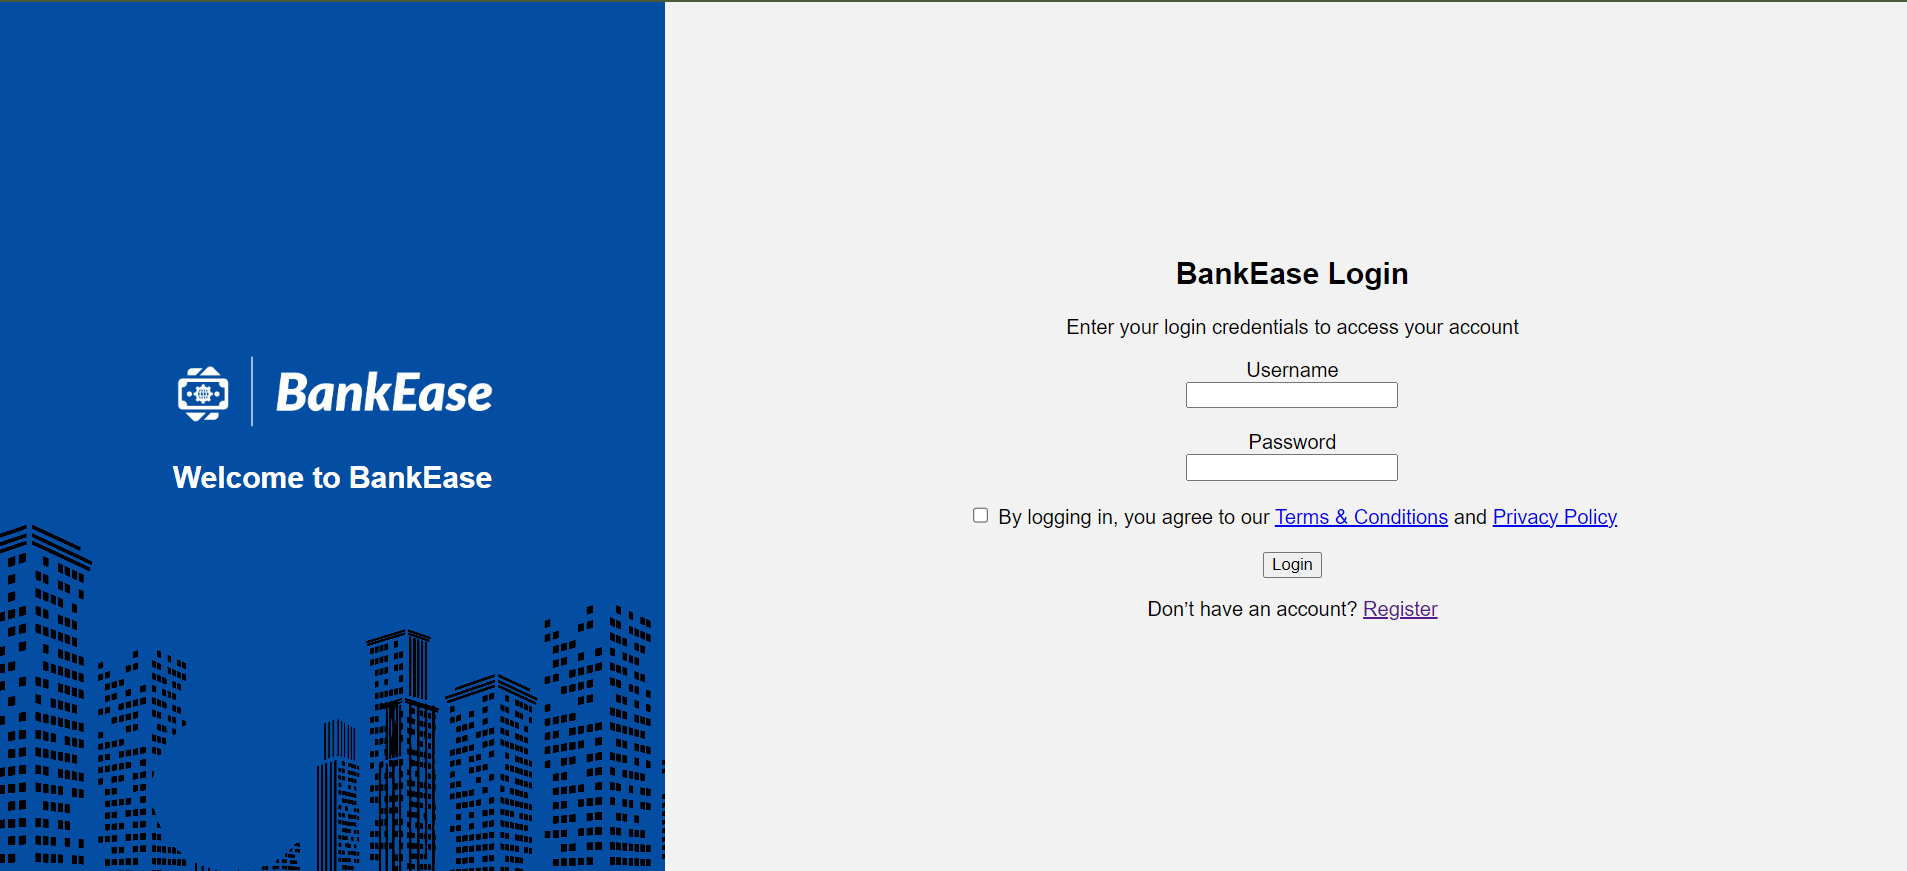 BankEase
Welcome to BankEase
BankEase Login
Enter your login credentials to access your account
Username
Password
By logging in, you agree to our Terms & Conditions and Privacy Policy
Login
Don’t have an account? Register